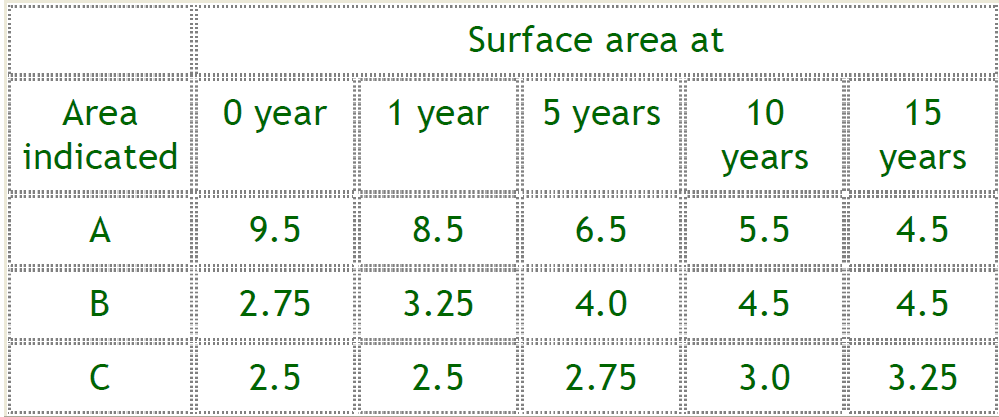 Surface area at
Area indicated 0 year 1 year 5 years 10 years 15 years
A 9.5 8.5 6.5 5.5 4.5
B 2.75 3.25 4.0 4.5 4.5
C 2.5 2.5 2.75 3.0 3.25